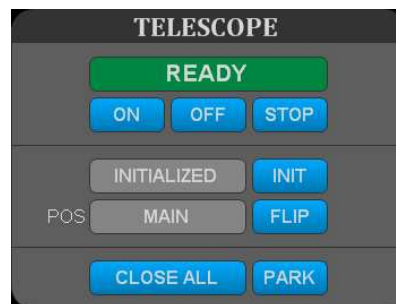 TELESCOPE
READY
ON OFF STOP
INITIALIZED INIT
POS MAIN FLIP
CLOSE ALL PARK